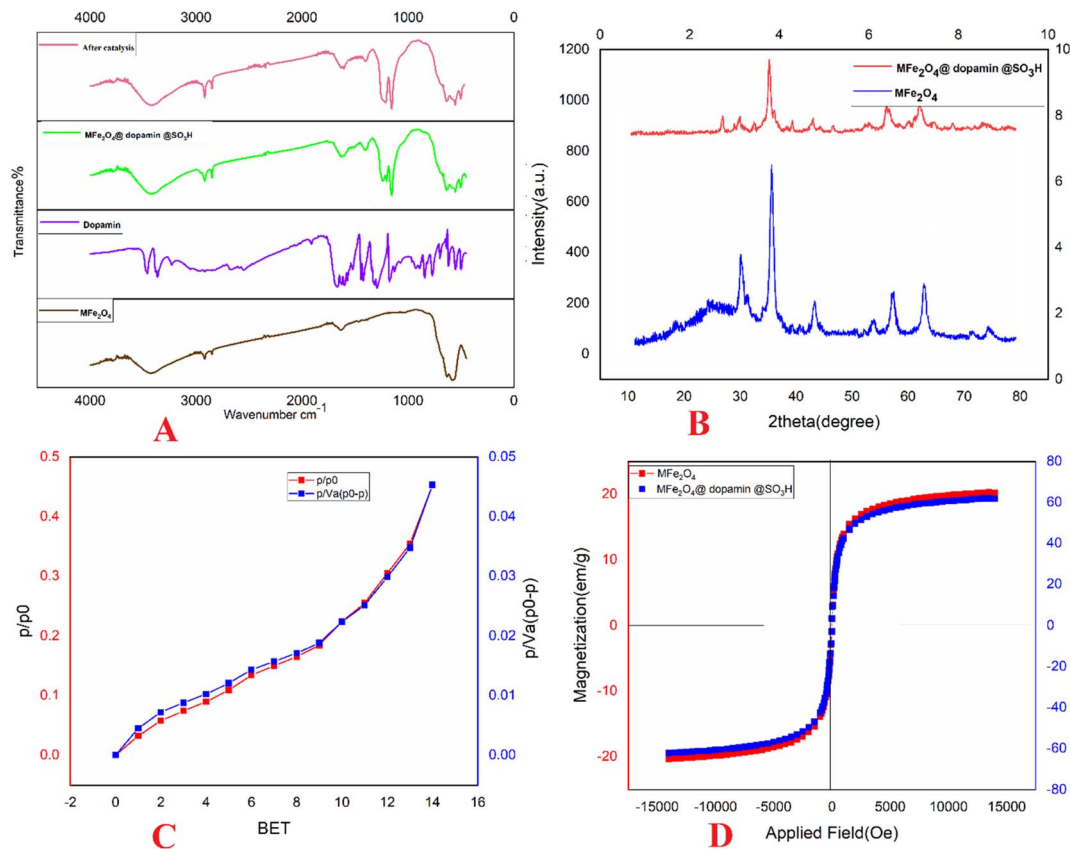 4000 3000 2000 1000 0
After catalysis
MFe2O4@ dopamin @SO3H
Dopamin
MFe2O4
Transmittance%
4000 3000 2000 1000 0
Wavenumber cm-1
A
0 2 4 6 8 10
1200
1000
800
600
400
200
0
Intensity(a.u.)
MFe2O4@ dopamin @SO3H
MFe2O4
10
8
6
4
2
0
10 20 30 40 50 60 70 80
2theta(degree)
B
0.5
0.4
0.3
0.2
0.1
0.0
p/p0
p/p0
p/Va(p0-p)
0.05
0.04
0.03
0.02
0.01
0.00
p/Va(p0-p)
-2 0 2 4 6 8 10 12 14 16
BET
C
20
10
0
-10
-20
Magnetization(em/g)
MFe2O4
MFe2O4@ dopamin @SO3H
80
60
40
20
0
-20
-40
-60
-80
-15000 -10000 -5000 0 5000 10000 15000
Applied Field(Oe)
D